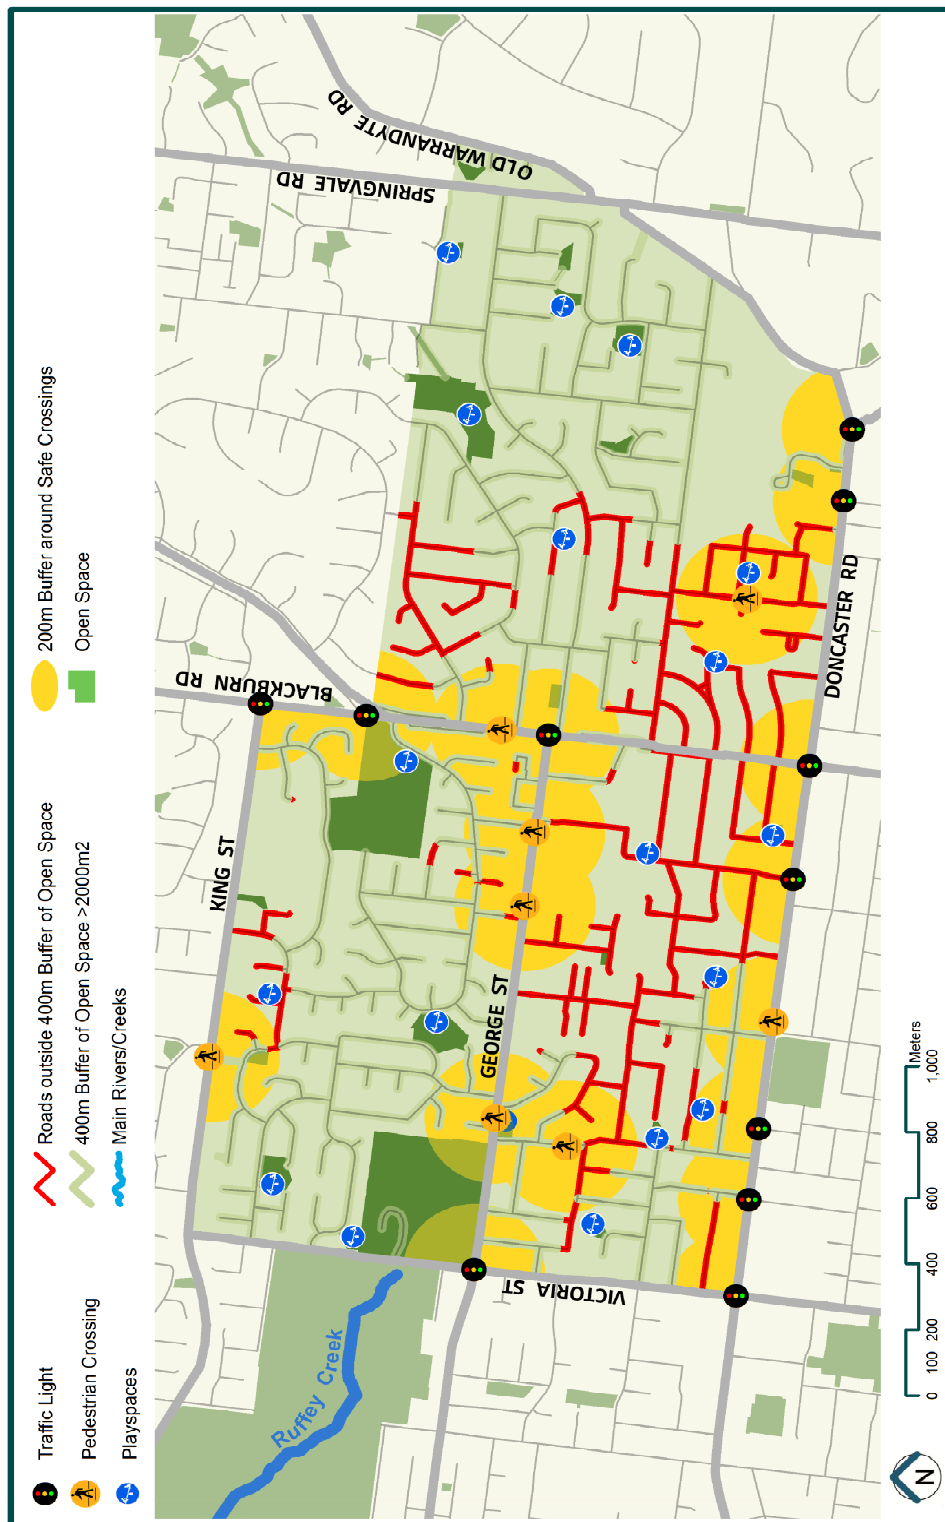 Traffic Light
Pedestrian Crossing
Playspaces
Roads outside 400m Buffer of Open Space
400m Buffer of Open Space >2000m2
Main Rivers/Creeks
200m Buffer around Safe Crossings
Open Space
OLD WARRANDYTE RD
SPRINGVALE RD
BLACKBURN RD
KING ST
GEORGE ST
DONCASTER RD
VICTORIA ST
Ruffey Creek
N
0 100 200 400 600 800 1,000
Meters